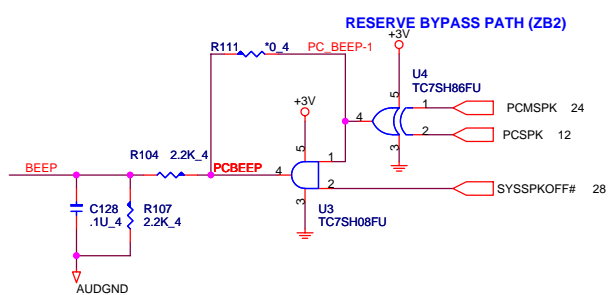 RESERVE BYPASS PATH (ZB2)
+3V
R111 *0_4 PC_BEEP-1
U4
TC7SH86FU
+3V
5
1 PCMSPK 24
4
2 PCSPK 12
3
5
R104 2.2K_4 PCBEEP 4 1
BEEP
2 SYSSPKOFF# 28
3
U3
TC7SH08FU
C128
.1U_4
R107
2.2K_4
AUDGND